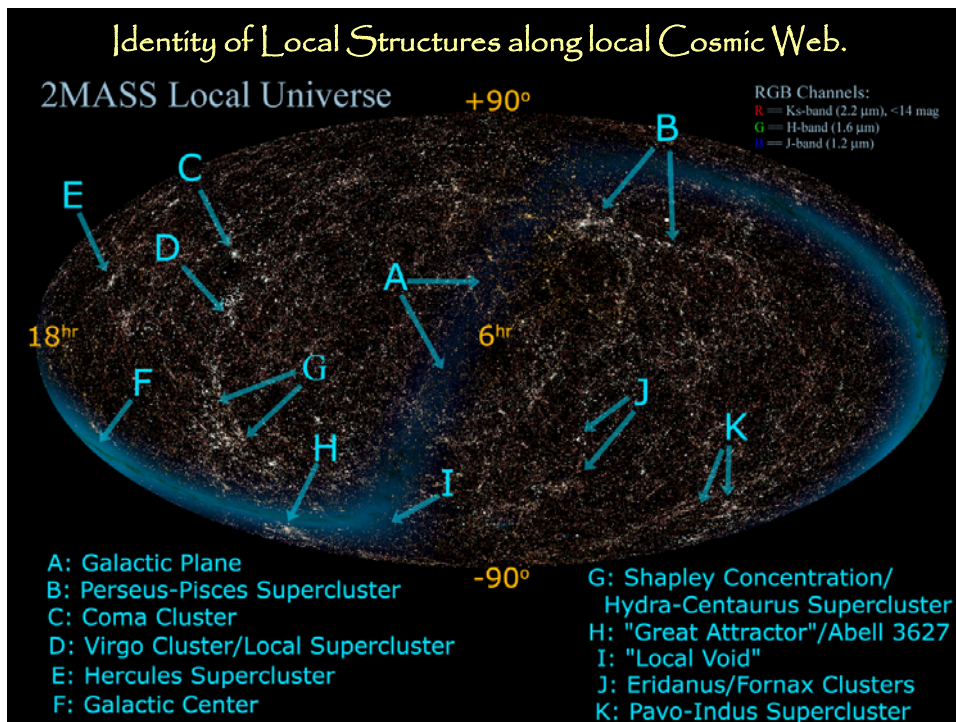 Identity of Local Structures along local Cosmic Web.
2MASS Local Universe
+90°
RGB Channels:
R == Ks-band (2.2 µm), <14 mag
G == H-band (1.6 µm)
B == J-band (1.2 µm)
B
C
E
D
A
18hr
6hr
G
F
J
K
H
I
-90°
A: Galactic Plane
B: Perseus-Pisces Supercluster
C: Coma Cluster
D: Virgo Cluster/Local Supercluster
E: Hercules Supercluster
F: Galactic Center
G: Shapley Concentration/
Hydra-Centaurus Supercluster
H: "Great Attractor"/Abell 3627
I: "Local Void"
J: Eridanus/Fornax Clusters
K: Pavo-Indus Supercluster